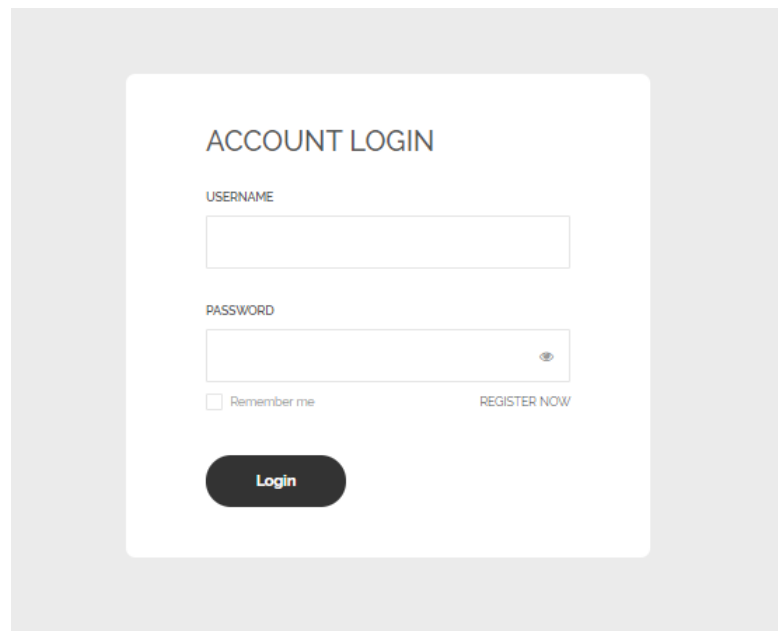 ACCOUNT LOGIN
USERNAME
PASSWORD
Remember me REGISTER NOW
Login